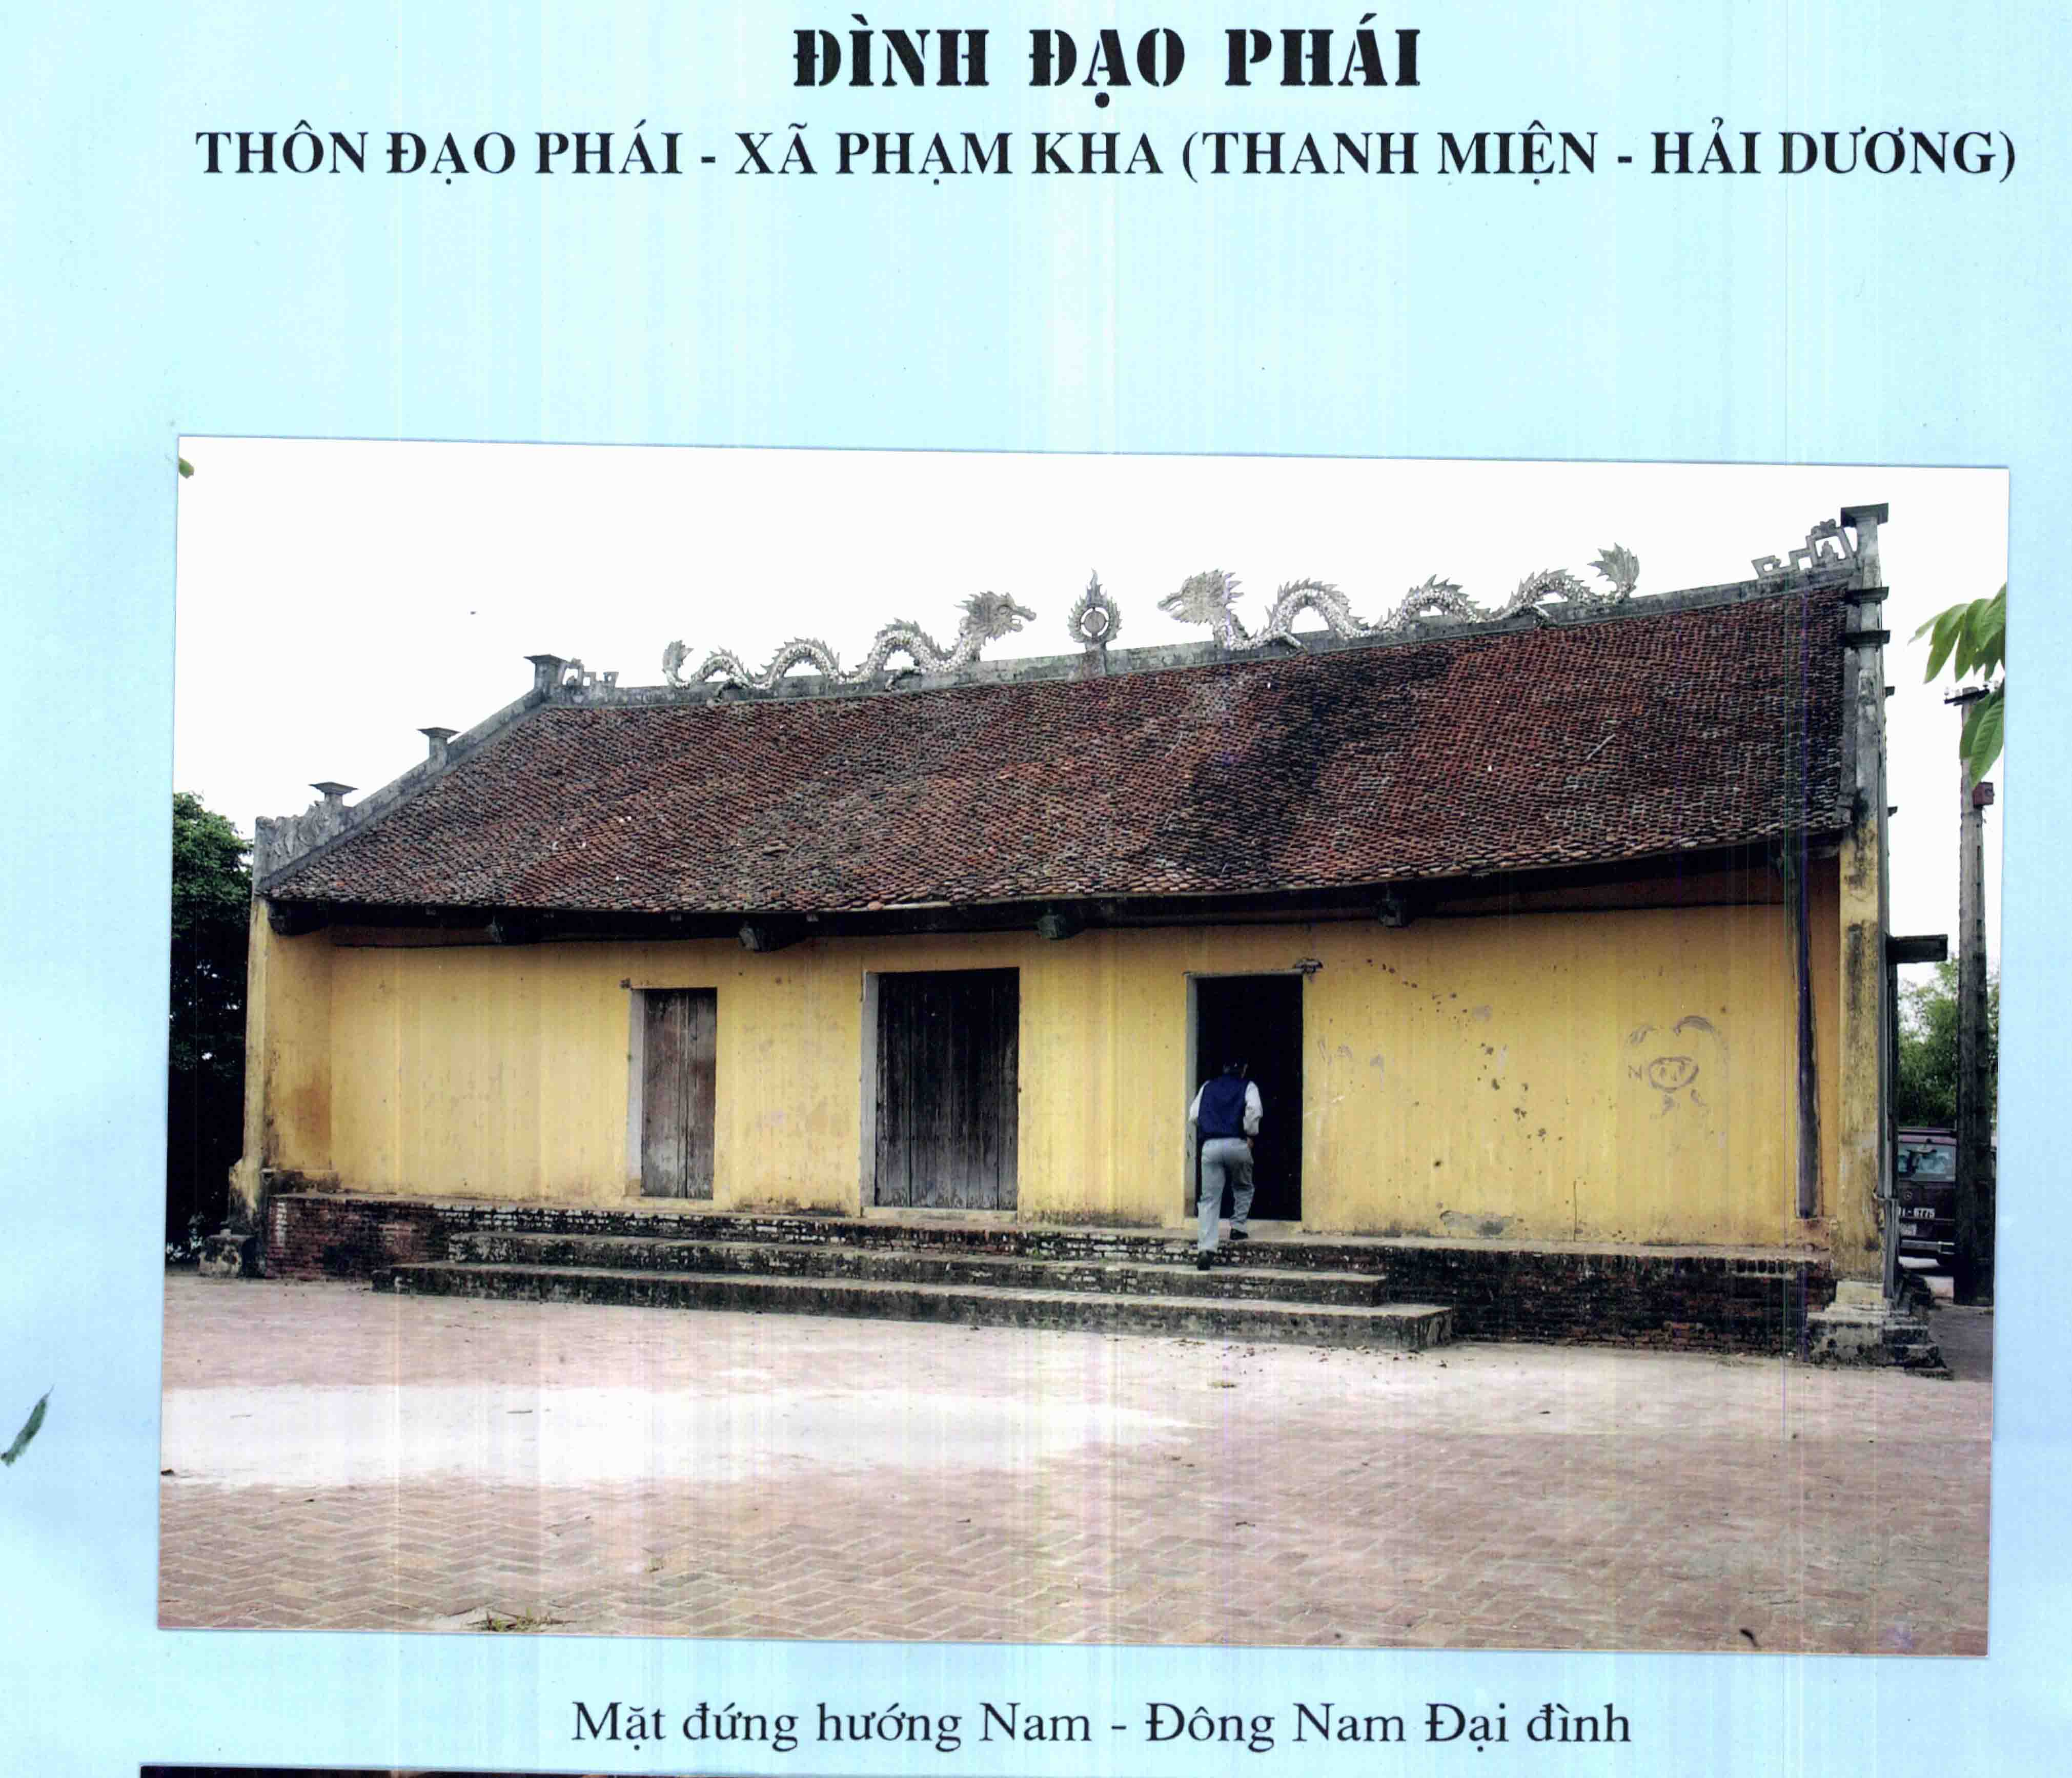 ĐÌNH ĐẠO PHÁI
THÔN ĐẠO PHÁI - XÃ PHẠM KHA (THANH MIỆN - HẢI DƯƠNG)
Mặt đứng hướng Nam - Đông Nam Đại đình